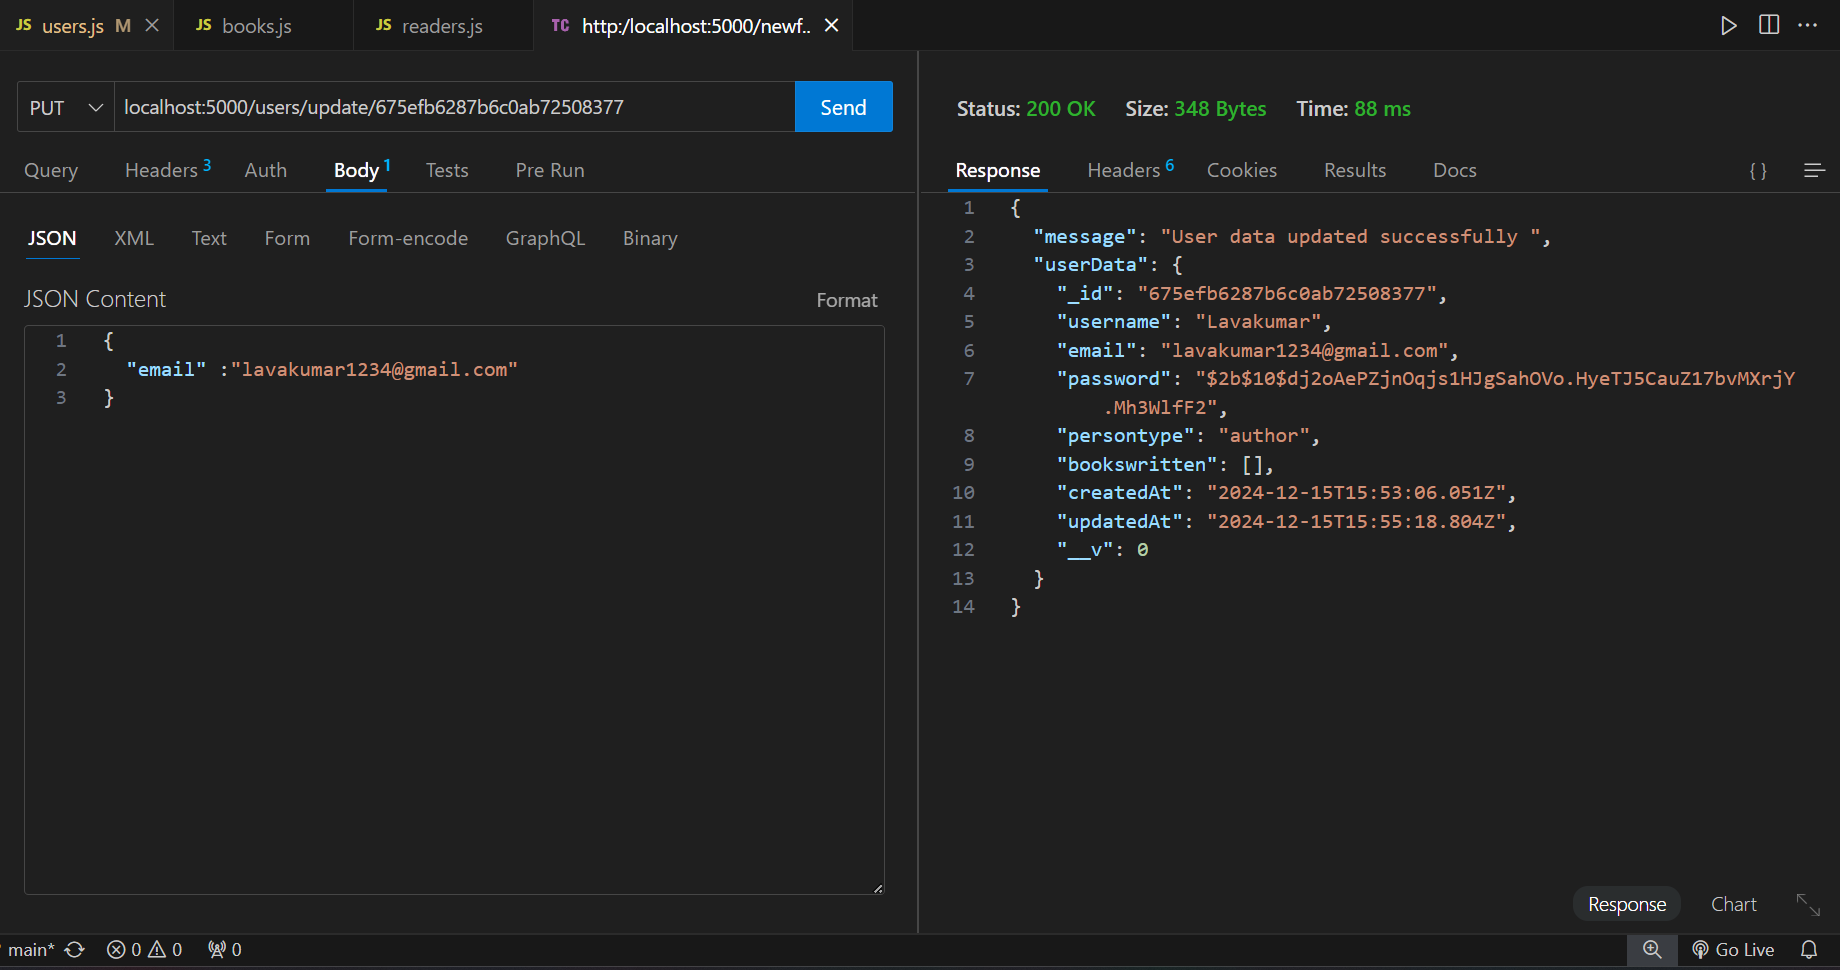 JS users.js M
JS books.js
JS readers.js
TC http:/localhost:5000/newf..
PUT localhost:5000/users/update/675efb6287b6c0ab72508377 Send
Query Headers 3 Auth Body 1 Tests Pre Run
JSON XML Text Form Form-encode GraphQL Binary
JSON Content Format
1 {
2 "email" :"lavakumar1234@gmail.com"
3 }
Status: 200 OK Size: 348 Bytes Time: 88 ms
Response Headers 6 Cookies Results Docs { }
1 {
2 "message": "User data updated successfully ",
3 "userData": {
4 "_id": "675efb6287b6c0ab72508377",
5 "username": "Lavakumar",
6 "email": "lavakumar1234@gmail.com",
7 "password": "$2b$10$dj2oAePZjnOqjs1HJgSahOVo.HyeTJ5CauZ17bvMXrjY
.Mh3WlfF2",
8 "persontype": "author",
9 "bookswritten": [],
10 "createdAt": "2024-12-15T15:53:06.051Z",
11 "updatedAt": "2024-12-15T15:55:18.804Z",
12 "__v": 0
13 }
14 }
Response Chart
main* 0 0 0 Go Live